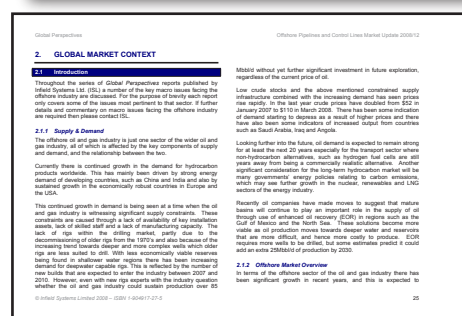 Global Perspectives
Offshore Pipelines and Control Lines Market Update 2008/12
2. GLOBAL MARKET CONTEXT
2.1 Introduction
Throughout the series of Global Perspectives reports published by
Infield Systems Ltd. (ISL) a number of the key macro issues facing the
offshore industry are discussed. For the purpose of brevity each report
only covers some of the issues most pertinent to that sector. If further
details and commentary on macro issues facing the offshore industry
are required then please contact ISL.
2.1.1 Supply & Demand
The offshore oil and gas industry is just one sector of the wider oil and
gas industry, all of which is affected by the key components of supply
and demand, and the relationship between the two.
Currently there is continued growth in the demand for hydrocarbon
products worldwide. This has mainly been driven by strong energy
demand of developing countries, such as China and India and also by
sustained growth in the economically robust countries in Europe and
the USA.
This continued growth in demand is being seen at a time when the oil
and gas industry is witnessing significant supply constraints. These
constraints are caused through a lack of availability of key installation
assets, lack of skilled staff and a lack of manufacturing capacity. The
lack of rigs within the drilling market, partly due to the
decommissioning of older rigs from the 1970's and also because of the
increasing trend towards deeper and more complex wells which older
rigs are less suited to drill. With less economically viable reserves
being found in shallower water regions there has been increasing
demand for deepwater capable rigs. This is reflected by the number of
new builds that are expected to enter the industry between 2007 and
2010. However, even with new rigs experts with the industry question
whether the oil and gas industry could sustain production over 85
Mbbl/d without yet further significant investment in future exploration,
regardless of the current price of oil.
Low crude stocks and the above mentioned constrained supply
infrastructure combined with the increasing demand has seen prices
rise rapidly. In the last year crude prices have doubled from $52 in
January 2007 to $110 in March 2008. There has been some indication
of demand starting to depress as a result of higher prices and there
have also been some indicators of increased output from countries
such as Saudi Arabia, Iraq and Angola.
Looking further into the future, oil demand is expected to remain strong
for at least the next 20 years especially for the transport sector where
non-hydrocarbon alternatives, such as hydrogen fuel cells are still
years away from being a commercially realistic alternative. Another
significant consideration for the long-term hydrocarbon market will be
many governments' energy policies relating to carbon emissions,
which may see further growth in the nuclear, renewables and LNG
sectors of the energy industry.
Recently oil companies have made moves to suggest that mature
basins will continue to play an important role in the supply of oil
through use of enhanced oil recovery (EOR) in regions such as the
Gulf of Mexico and the North Sea. These solutions become more
viable as oil production moves towards deeper water and reservoirs
that are more difficult, and hence more costly to produce. EOR
requires more wells to be drilled, but some estimates predict it could
add an extra 25Mbbl/d of production by 2030.
2.1.2 Offshore Market Overview
In terms of the offshore sector of the oil and gas industry there has
been significant growth in recent years, and this is expected to
© Infield Systems Limited 2008 – ISBN 1-904917-27-5
25